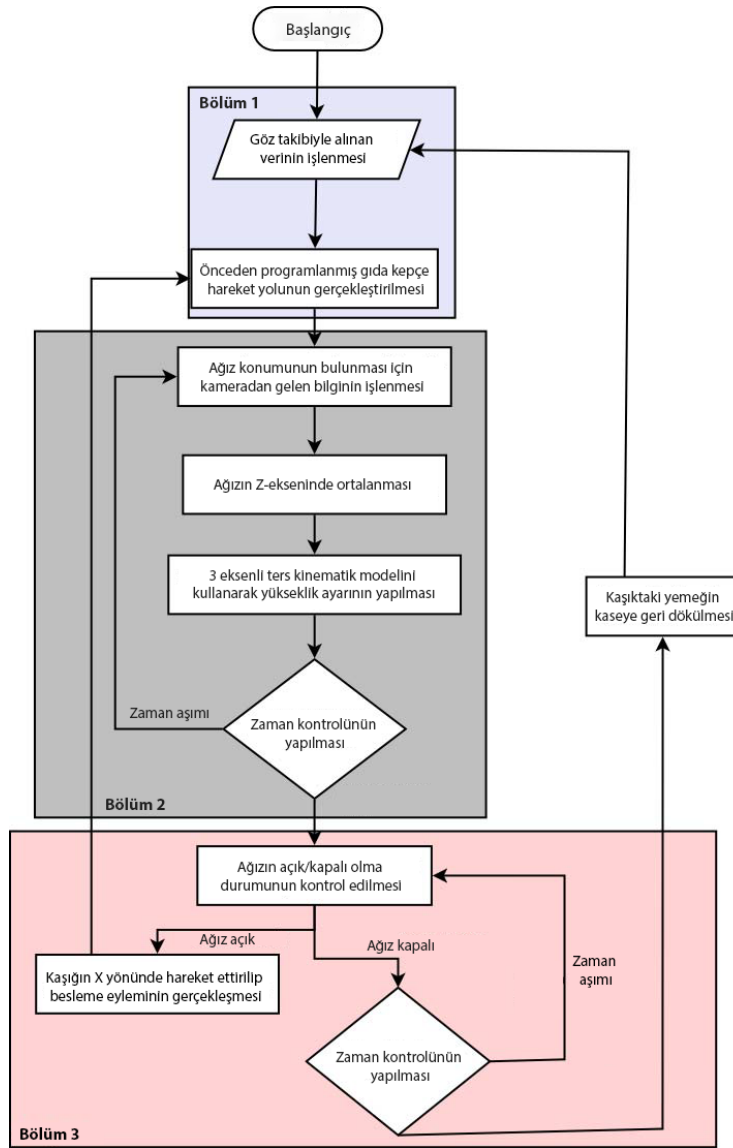 Başlangıç
Bölüm 1
Göz takibiyle alınan
verinin işlenmesi
Önceden programlanmış gıda kepçe
hareket yolunun gerçekleştirilmesi
Ağız konumunun bulunması için
kameradan gelen bilginin işlenmesi
Ağızın Z-ekseninde ortalanması
3 eksenli ters kinematik modelini
kullanarak yükseklik ayarının yapılması
Kaşıktaki yemeğin
kaseye geri dökülmesi
Zaman aşımı
Zaman kontrolünün
yapılması
Bölüm 2
Ağızın açık/kapalı olma
durumunun kontrol edilmesi
Ağız açık
Ağız kapalı
Zaman
aşımı
Kaşığın X yönünde hareket ettirilip
besleme eyleminin gerçekleşmesi
Zaman kontrolünün
yapılması
Bölüm 3